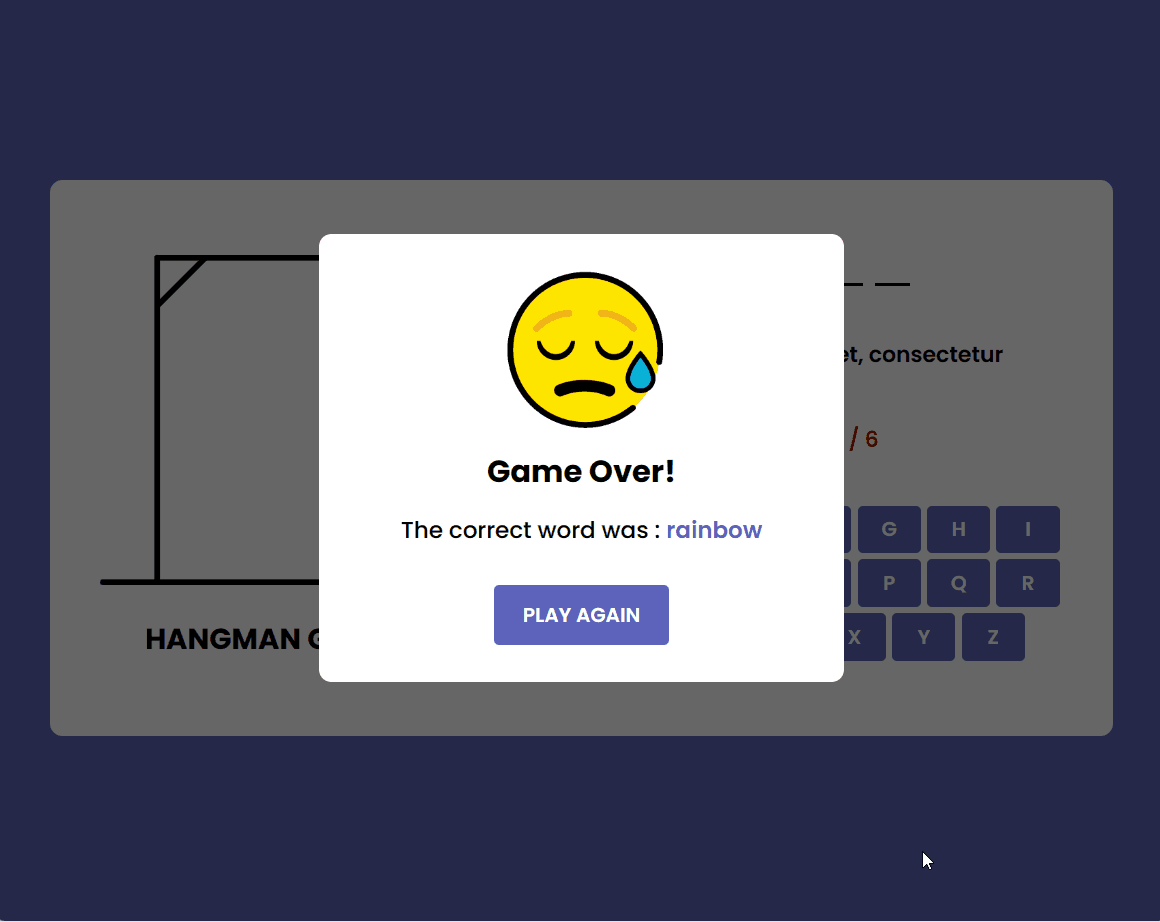 et, consectetur
/ 6
Game Over!
The correct word was : rainbow
G H I
P Q R
PLAY AGAIN
X Y Z
HANGMAN